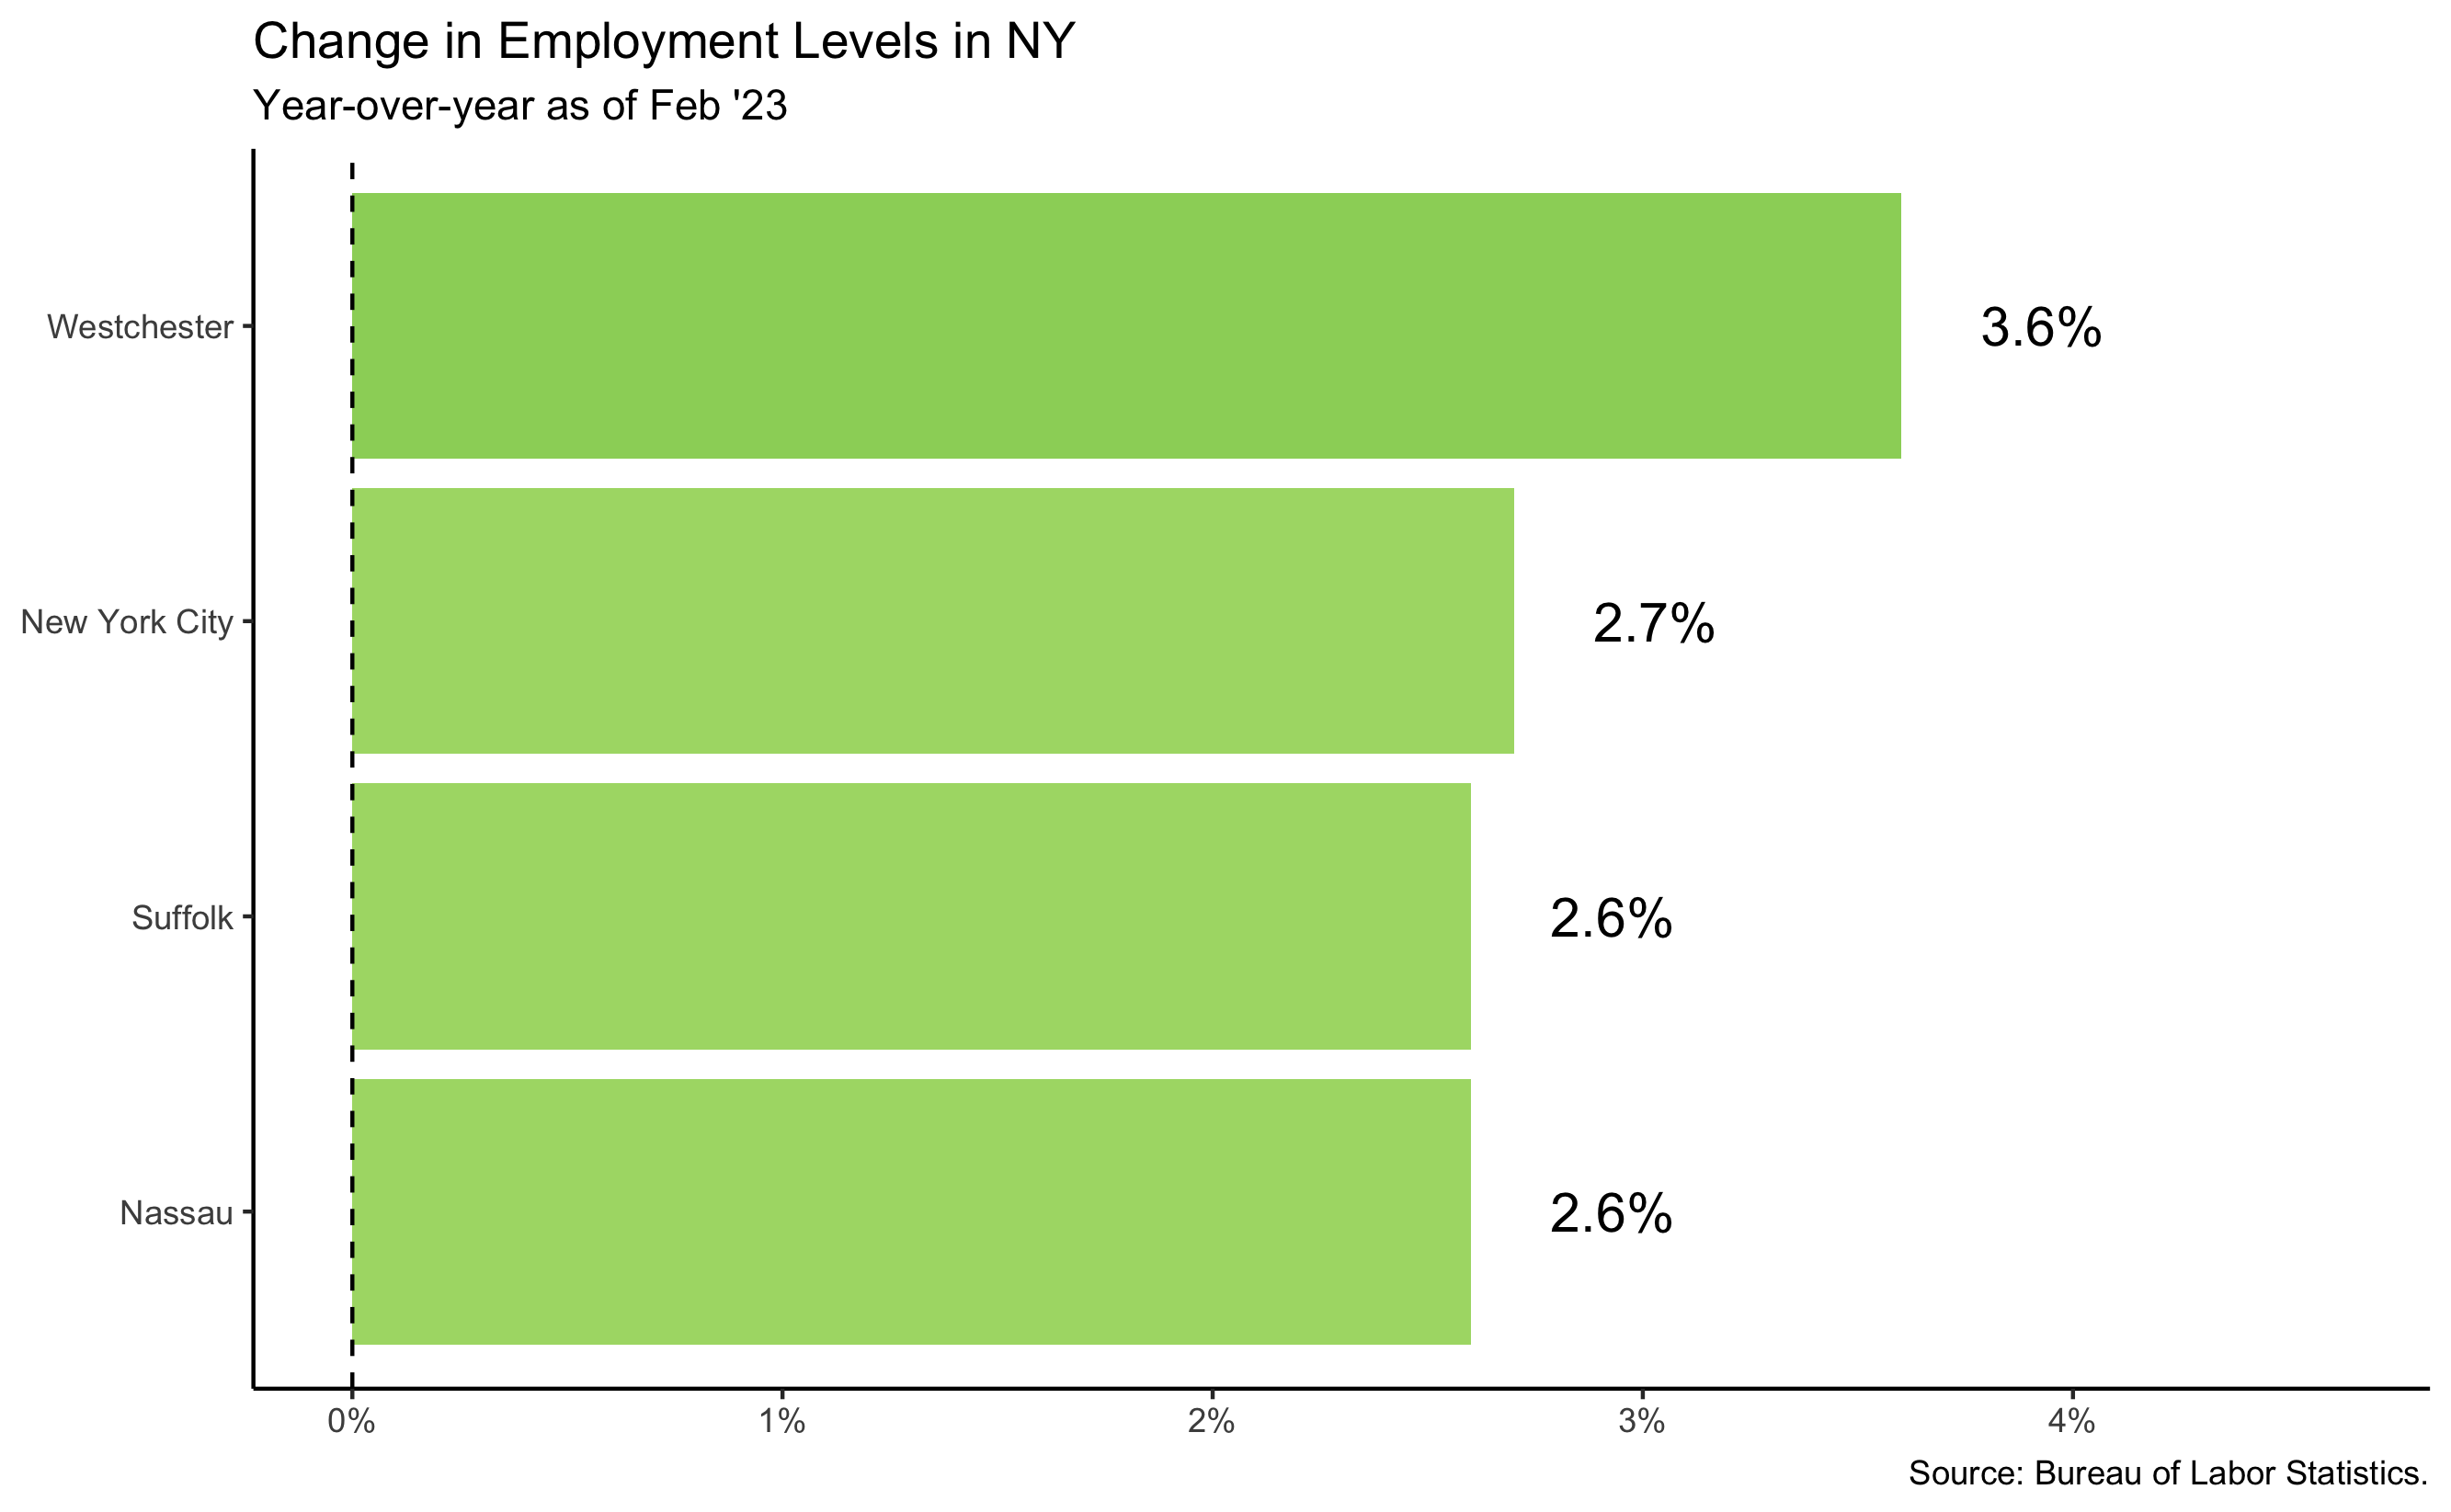 Change in Employment Levels in NY
Year-over-year as of Feb '23
Westchester
3.6%
New York City
2.7%
Suffolk
2.6%
Nassau
2.6%
0% 1% 2% 3% 4%
Source: Bureau of Labor Statistics.